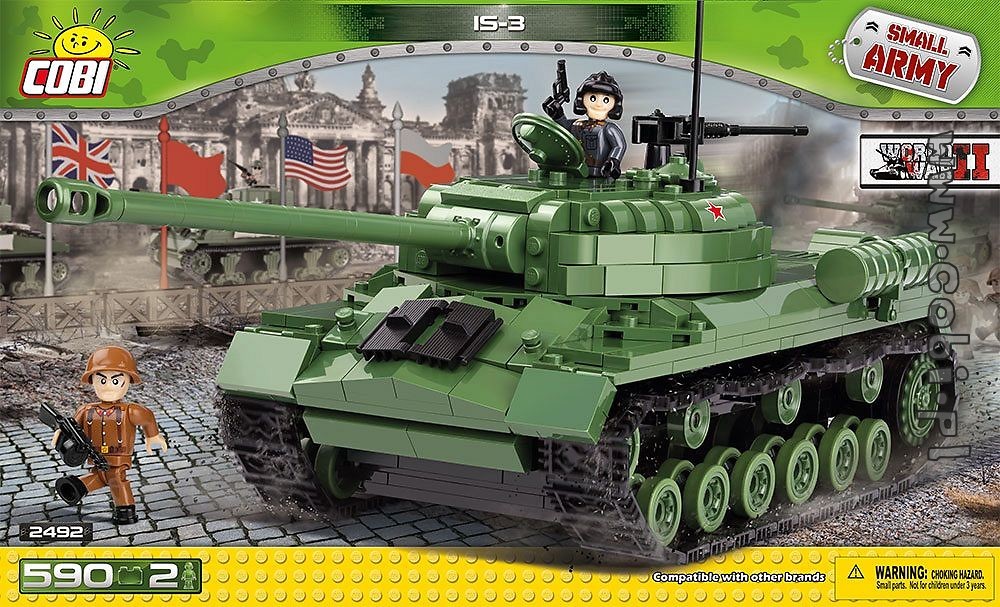 IS-3
COBI
SMALL
ARMY
WORLD
WAR II
www.cobi.pl
2492
590 2
Compatible with other brands
WARNING: CHOKING HAZARD.
Small parts. Not for children under 3 years.